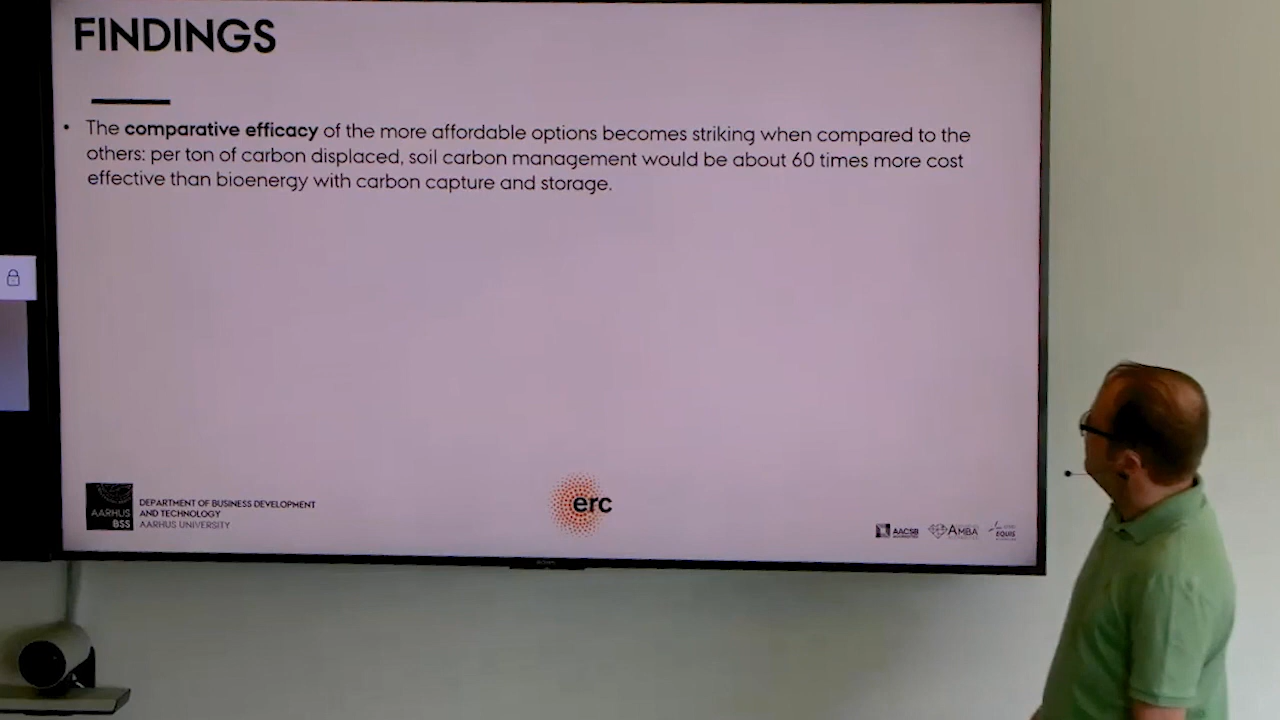 FINDINGS
• The comparative efficacy of the more affordable options becomes striking when compared to the
others: per ton of carbon displaced, soil carbon management would be about 60 times more cost
effective than bioenergy with carbon capture and storage.
AARHUS
BSS
DEPARTMENT OF BUSINESS DEVELOPMENT
AND TECHNOLOGY
AARHUS UNIVERSITY
erc
AACSB
AMBA
EQUIS